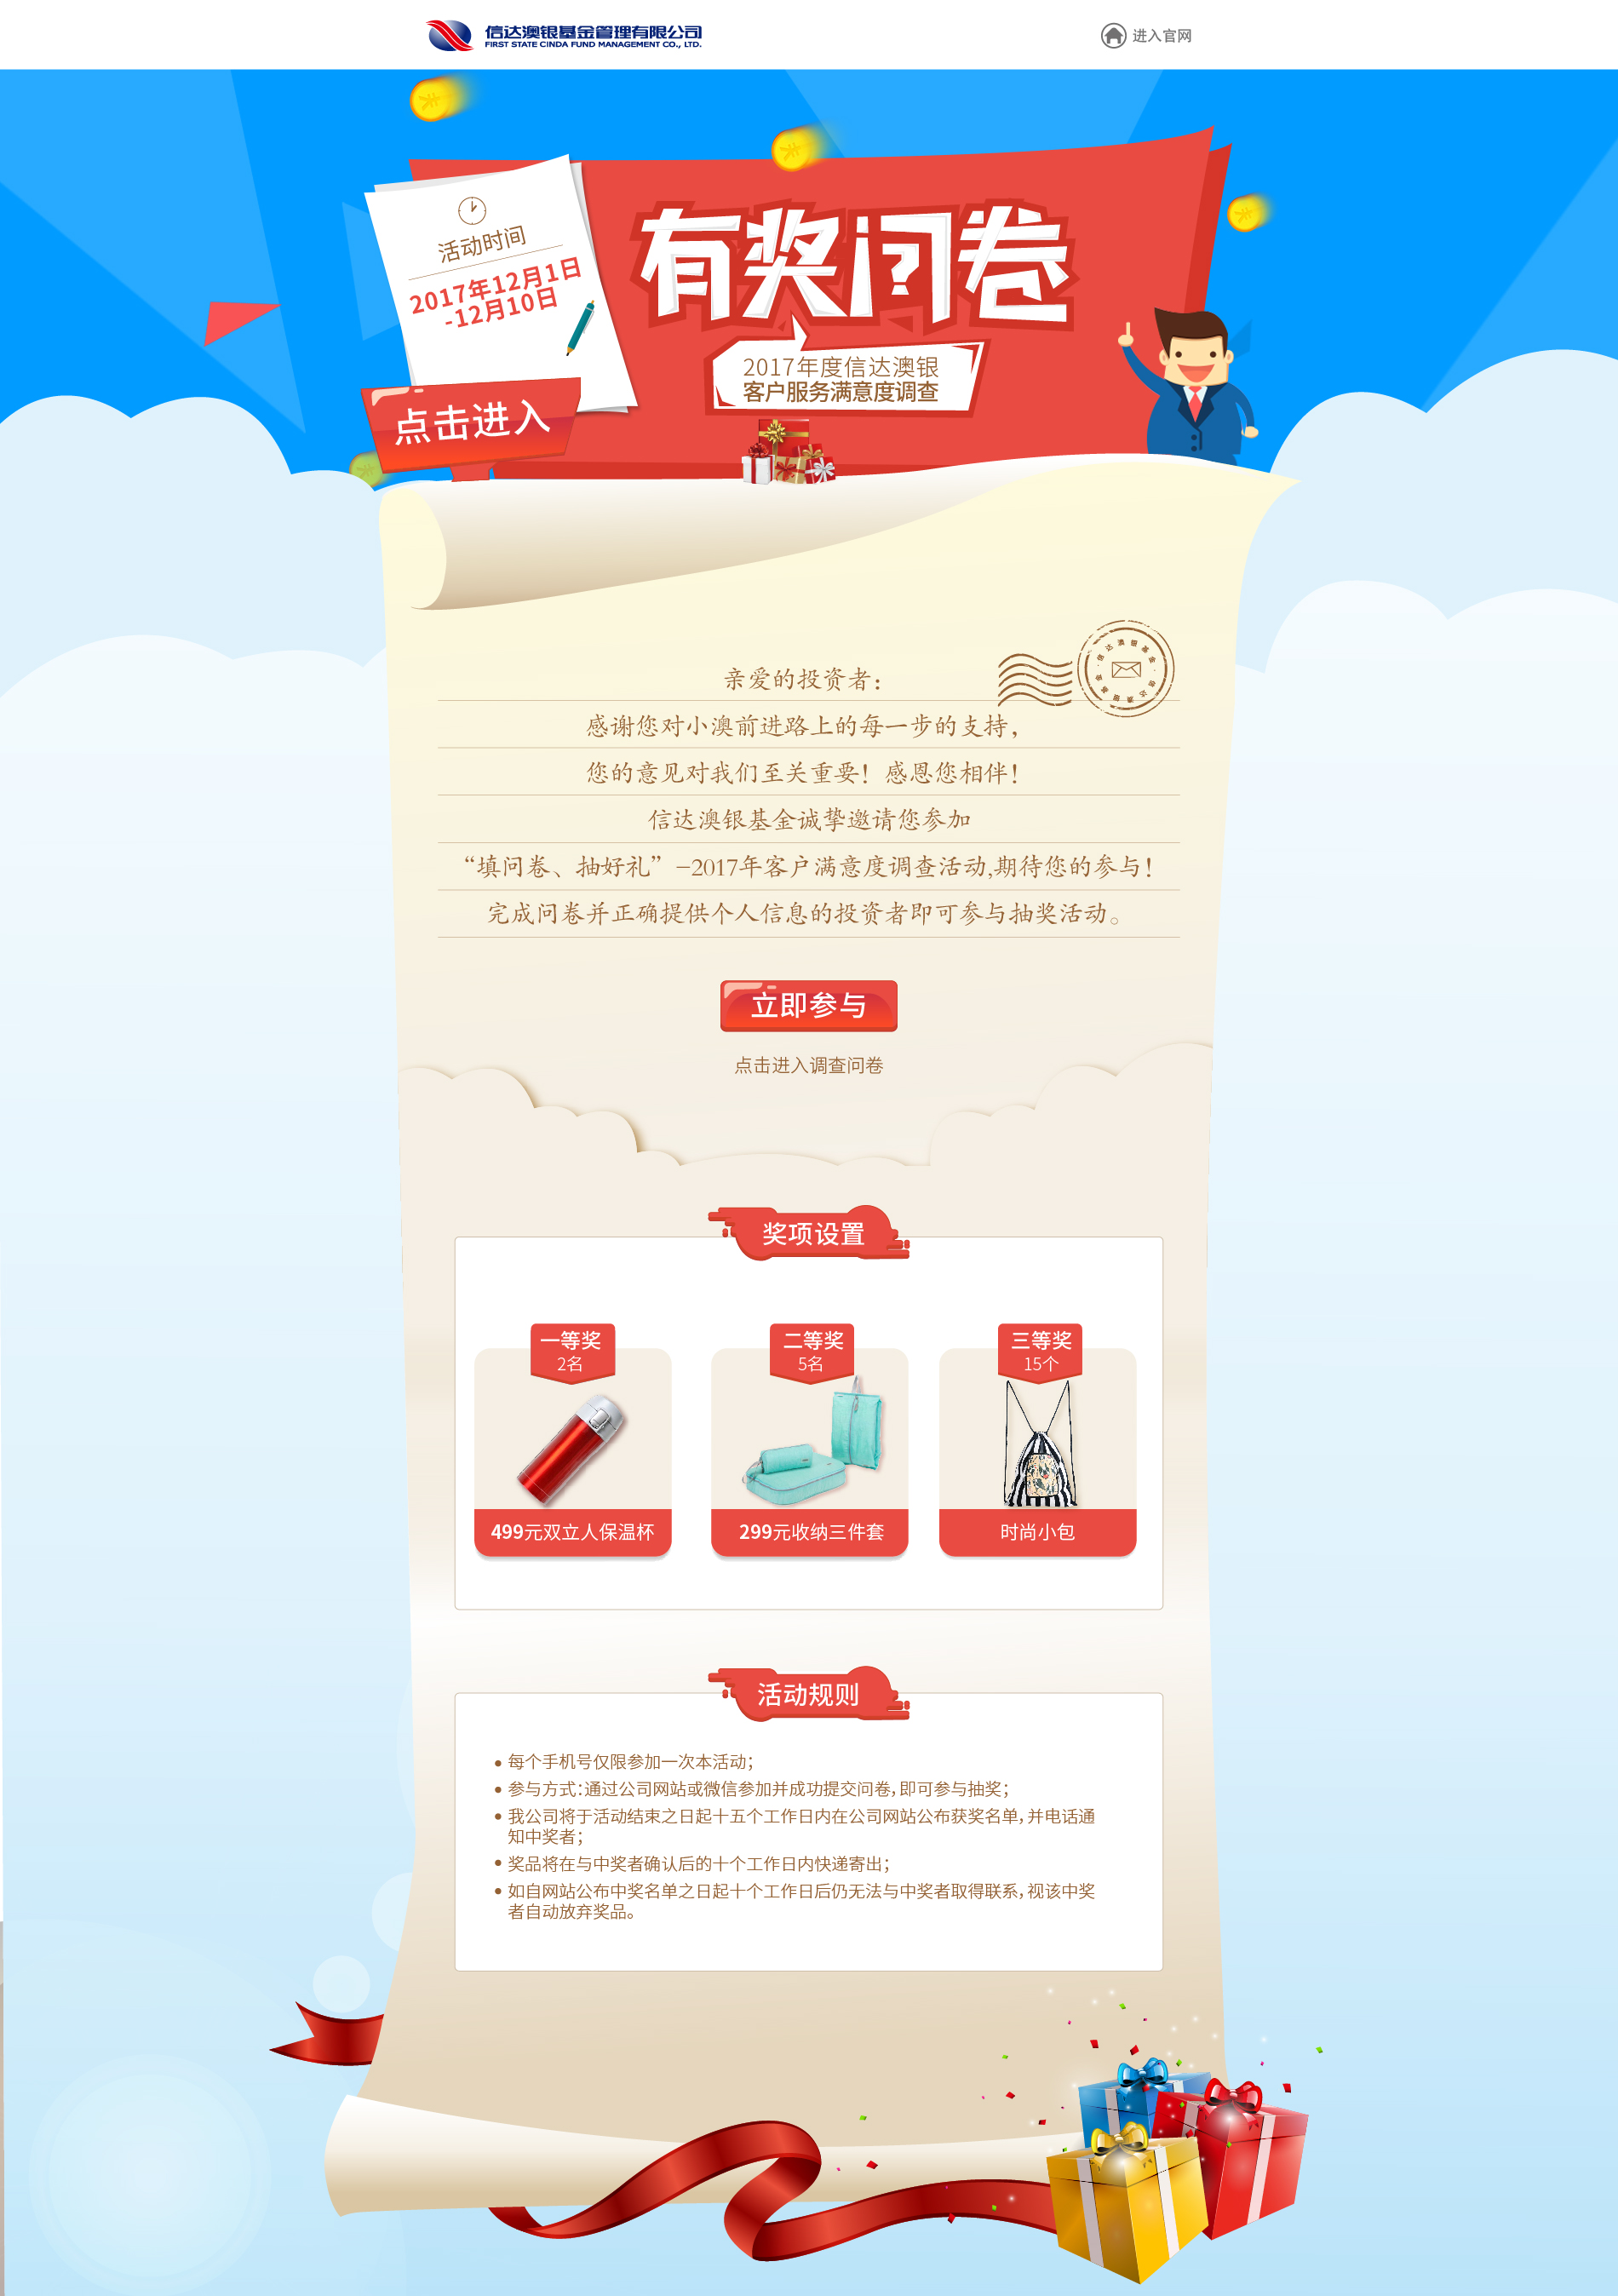 信达澳银基金管理有限公司
FIRST STATE CINDA FUND MANAGEMENT CO., LTD.
进入官网
活动时间
2017年12月1日
-12月10日
点击进入
有奖问卷
2017年度信达澳银
客户服务满意度调查
信达澳银基金·信达澳银基金·
亲爱的投资者：
感谢您对小澳前进路上的每一步的支持，
您的意见对我们至关重要！感恩您相伴！
信达澳银基金诚挚邀请您参加
“填问卷、抽好礼”-2017年客户满意度调查活动,期待您的参与！
完成问卷并正确提供个人信息的投资者即可参与抽奖活动。
立即参与
点击进入调查问卷
奖项设置
一等奖
2名
499元双立人保温杯
二等奖
5名
299元收纳三件套
三等奖
15个
时尚小包
活动规则
● 每个手机号仅限参加一次本活动；
● 参与方式：通过公司网站或微信参加并成功提交问卷，即可参与抽奖；
● 我公司将于活动结束之日起十五个工作日内在公司网站公布获奖名单，并电话通
知中奖者；
● 奖品将在与中奖者确认后的十个工作日内快递寄出；
● 如自网站公布中奖名单之日起十个工作日后仍无法与中奖者取得联系，视该中奖
者自动放弃奖品。